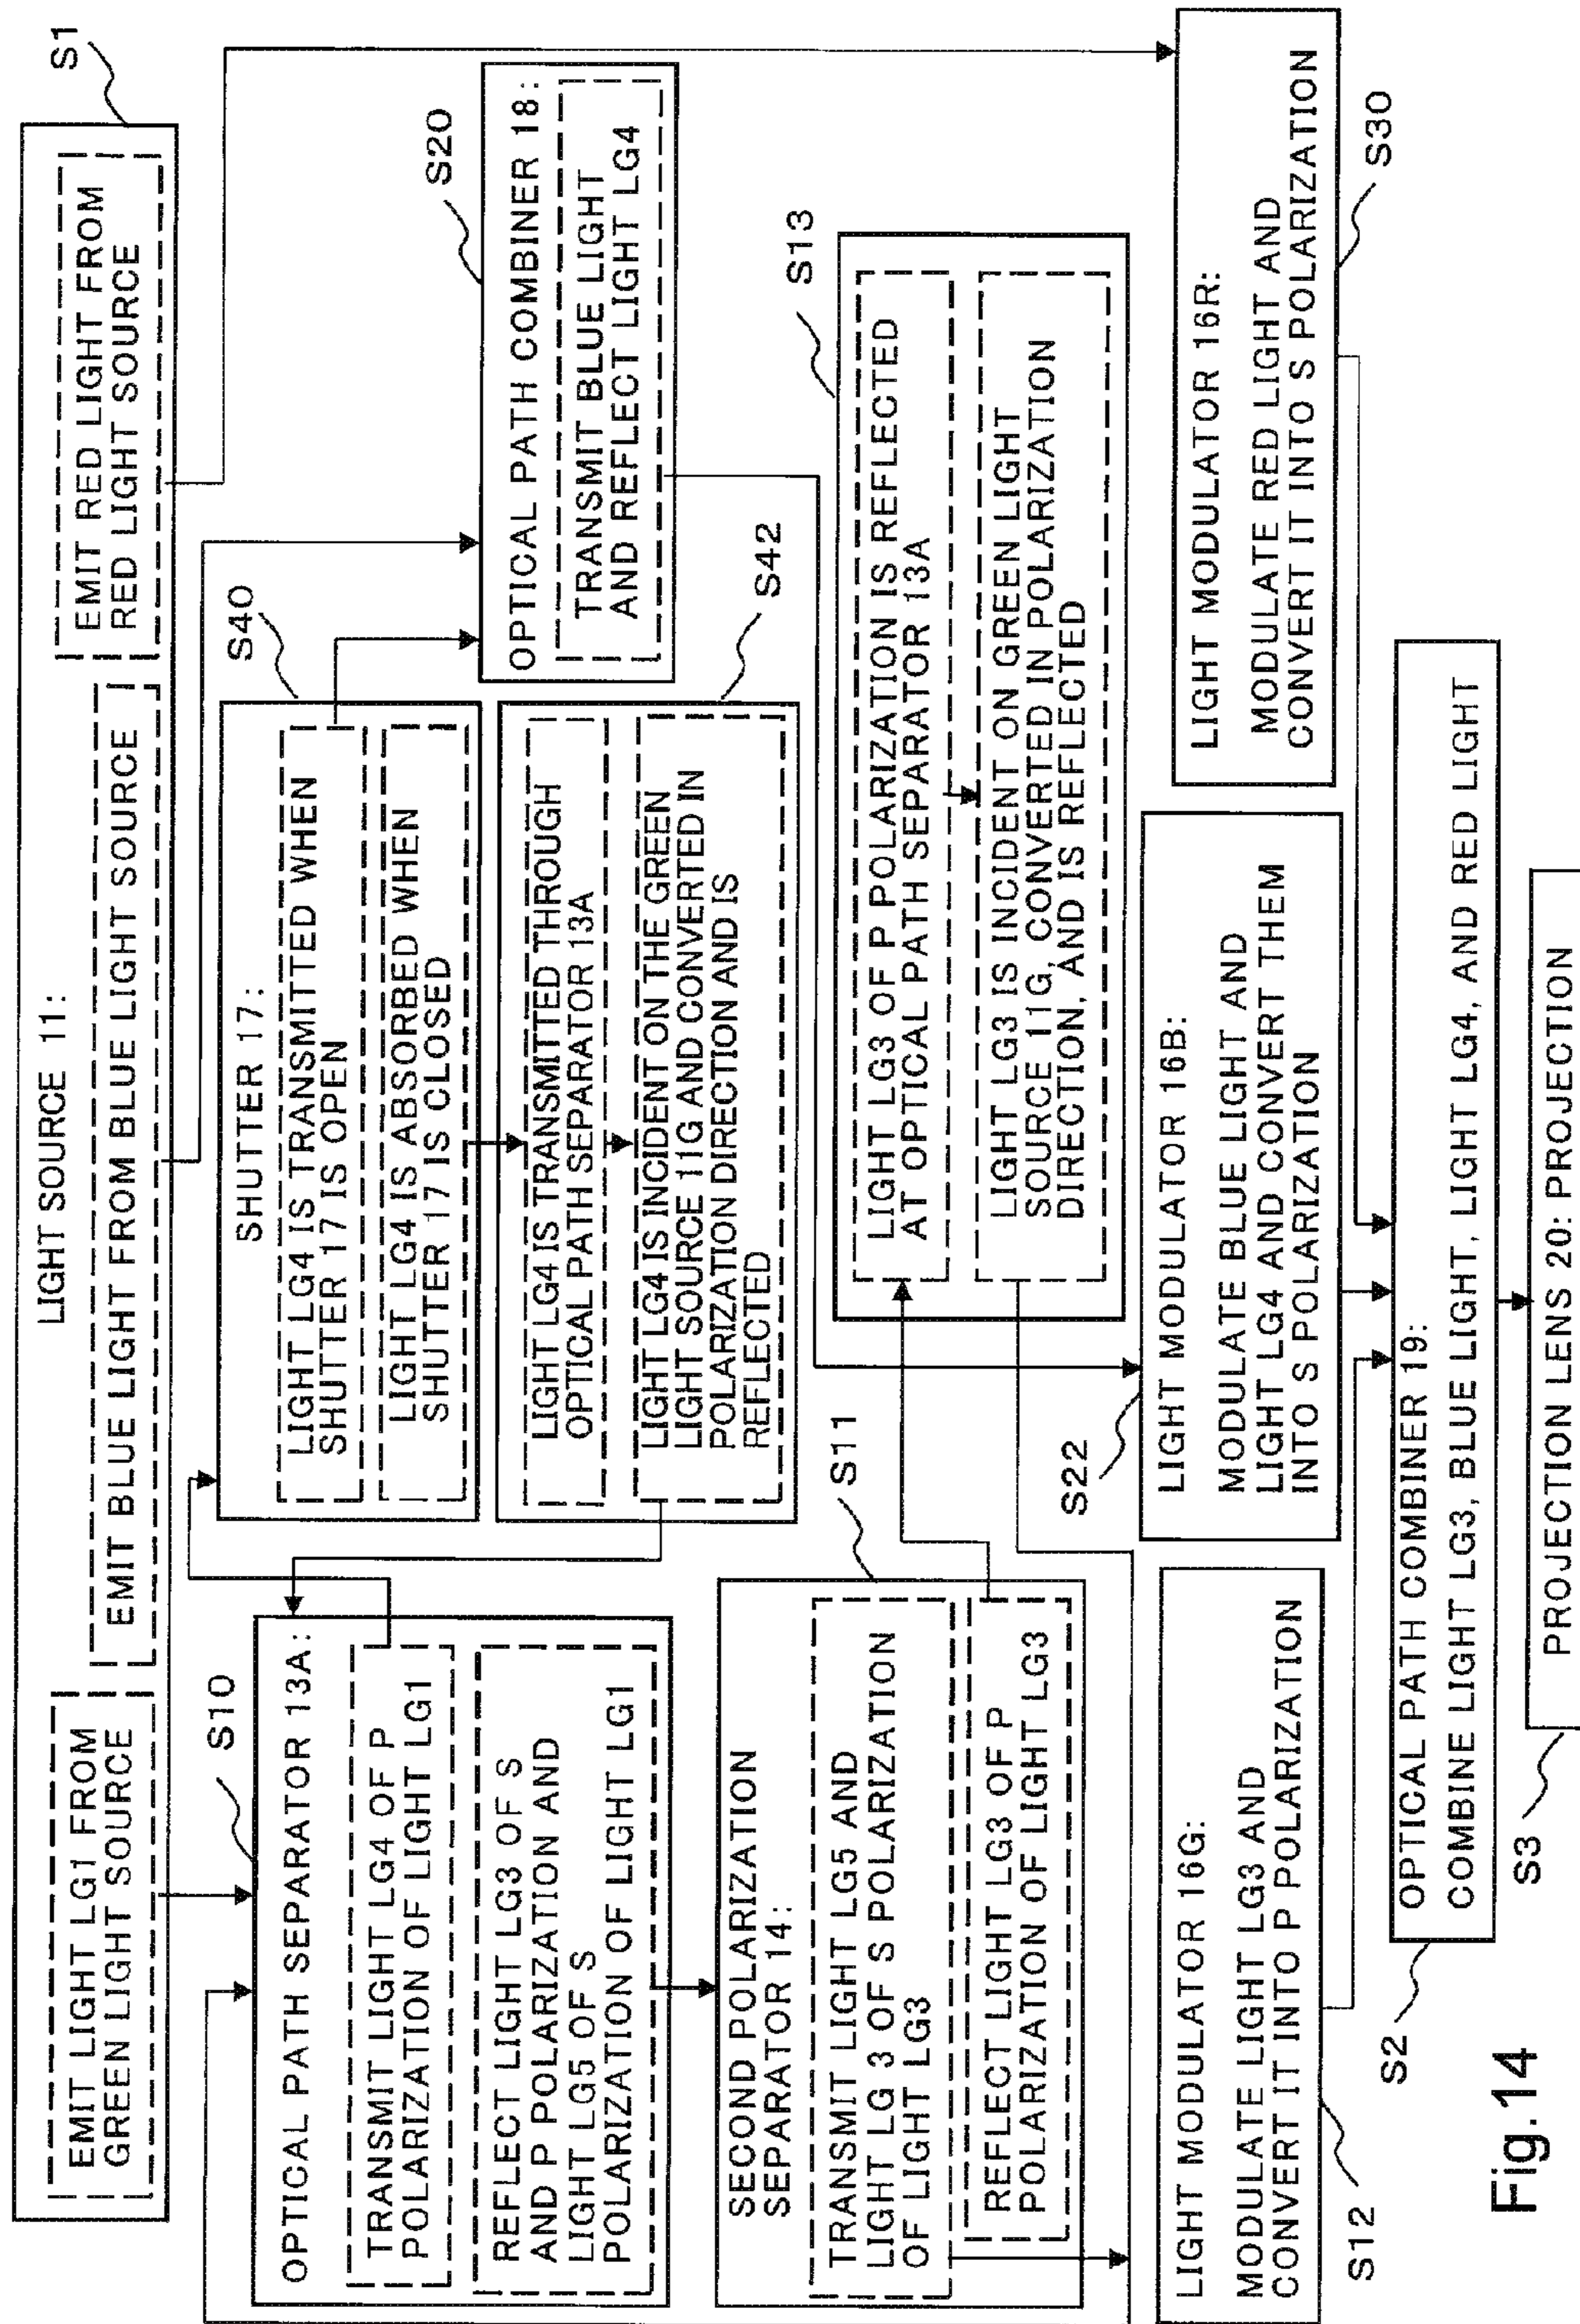 LIGHT SOURCE 11:
EMIT LIGHT LG1 FROM
GREEN LIGHT SOURCE
EMIT BLUE LIGHT FROM BLUE LIGHT SOURCE
EMIT RED LIGHT FROM
RED LIGHT SOURCE
S1
S10
OPTICAL PATH SEPARATOR 13A:
TRANSMIT LIGHT LG4 OF P
POLARIZATION OF LIGHT LG1
REFLECT LIGHT LG3 OF S
AND P POLARIZATION AND
LIGHT LG5 OF S
POLARIZATION OF LIGHT LG1
S40
SHUTTER 17:
LIGHT LG4 IS TRANSMITTED WHEN
SHUTTER 17 IS OPEN
LIGHT LG4 IS ABSORBED WHEN
SHUTTER 17 IS CLOSED
S20
OPTICAL PATH COMBINER 18:
TRANSMIT BLUE LIGHT
AND REFLECT LIGHT LG4
S42
LIGHT LG4 IS TRANSMITTED THROUGH
OPTICAL PATH SEPARATOR 13A
LIGHT LG4 IS INCIDENT ON THE GREEN
LIGHT SOURCE 11G AND CONVERTED IN
POLARIZATION DIRECTION AND IS
REFLECTED
S11
SECOND POLARIZATION
SEPARATOR 14:
TRANSMIT LIGHT LG5 AND
LIGHT LG 3 OF S POLARIZATION
OF LIGHT LG3
REFLECT LIGHT LG3 OF P
POLARIZATION OF LIGHT LG3
S13
LIGHT LG3 OF P POLARIZATION IS REFLECTED
AT OPTICAL PATH SEPARATOR 13A
LIGHT LG3 IS INCIDENT ON GREEN LIGHT
SOURCE 11G, CONVERTED IN POLARIZATION
DIRECTION, AND IS REFLECTED
LIGHT MODULATOR 16G:
MODULATE LIGHT LG3 AND
CONVERT IT INTO P POLARIZATION
S12
S22
LIGHT MODULATOR 16B:
MODULATE BLUE LIGHT AND
LIGHT LG4 AND CONVERT THEM
INTO S POLARIZATION
LIGHT MODULATOR 16R:
MODULATE RED LIGHT AND
CONVERT IT INTO S POLARIZATION
S30
S2
OPTICAL PATH COMBINER 19:
COMBINE LIGHT LG3, BLUE LIGHT, LIGHT LG4, AND RED LIGHT
S3
PROJECTION LENS 20: PROJECTION
Fig.14